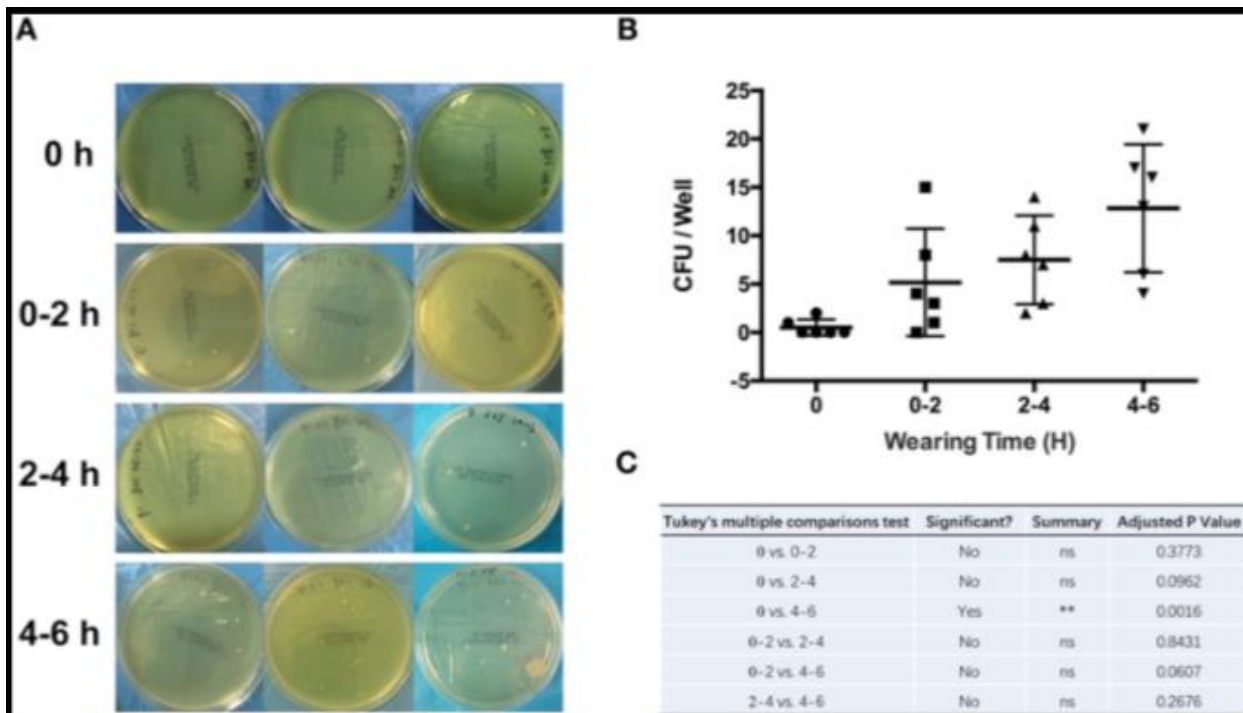 A
0 h
0-2 h
2-4 h
4-6 h
B
CFU / Well
25
20
15
10
5
0
-5
0 0-2 2-4 4-6
Wearing Time (H)
C
Tukey's multiple comparisons test Significant? Summary Adjusted P Value
0 vs. 0-2 No ns 0.3773
0 vs. 2-4 No ns 0.0962
0 vs. 4-6 Yes ** 0.0016
0-2 vs. 2-4 No ns 0.8431
0-2 vs. 4-6 No ns 0.0607
2-4 vs. 4-6 No ns 0.2676